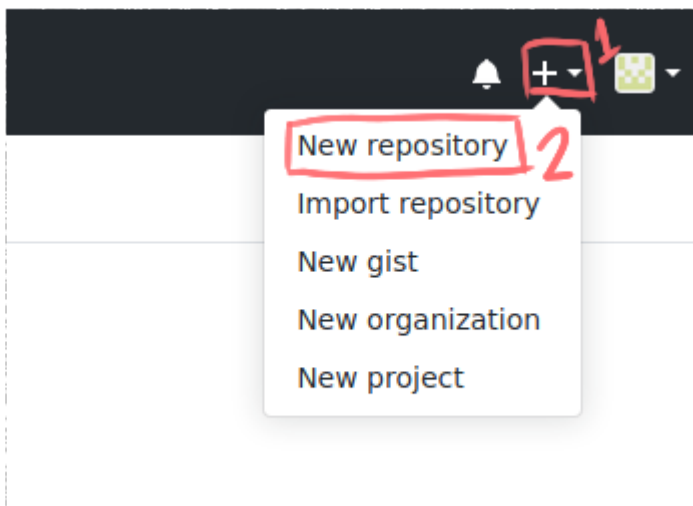 1
New repository 2
Import repository
New gist
New organization
New project